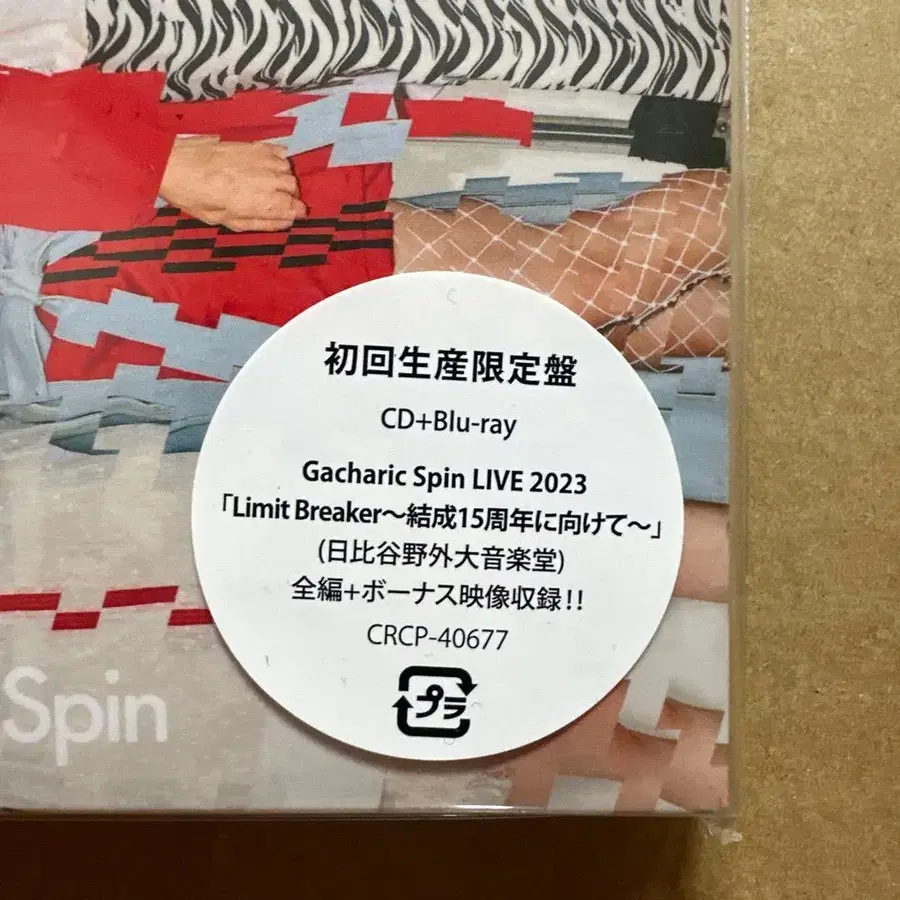 初回生産限定盤
CD+Blu-ray
Gacharic Spin LIVE 2023
「Limit Breaker～結成15周年に向けて～」
(日比谷野外大音楽堂)
全編+ボーナス映像収録!!
CRCP-40677
プラ
Spin